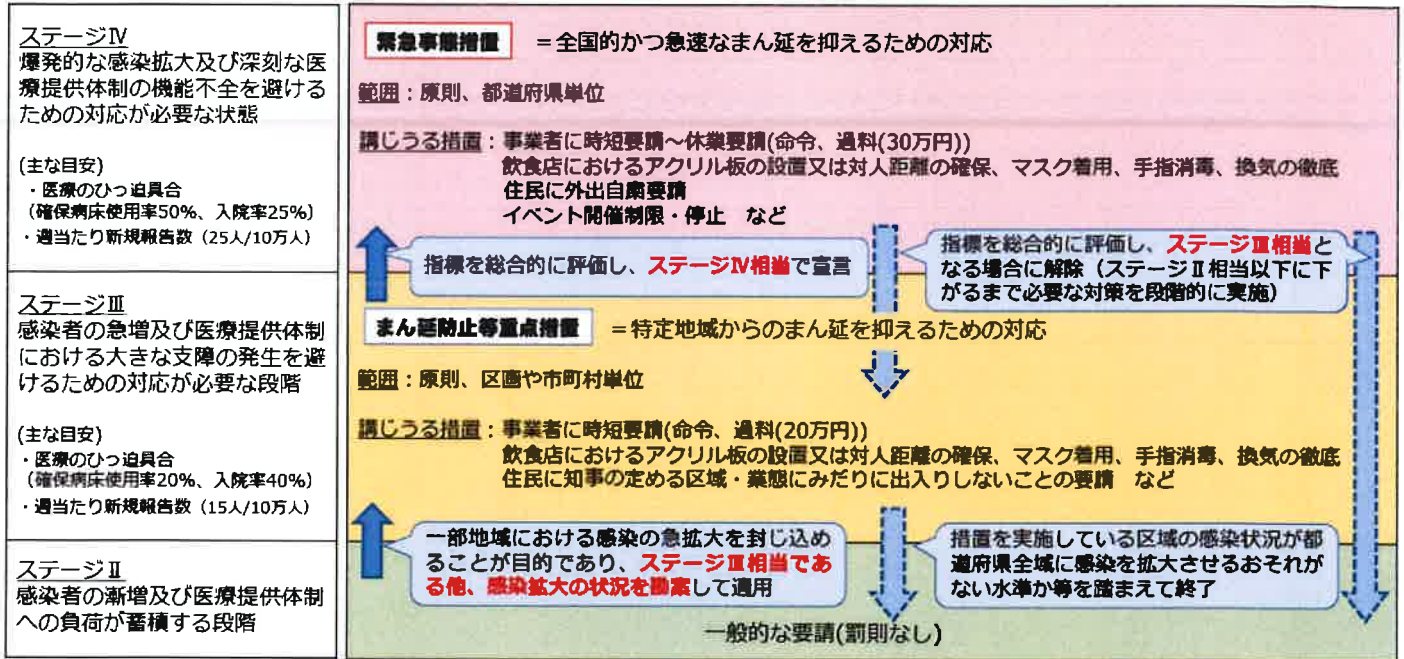 ステージⅣ
爆発的な感染拡大及び深刻な医
療提供体制の機能不全を避ける
ための対応が必要な状態
(主な目安)
・医療のひっ迫具合
（確保病床使用率50%、入院率25%）
・週当たり新規報告数（25人/10万人）
ステージⅢ
感染者の急増及び医療提供体制
における大きな支障の発生を避
けるための対応が必要な段階
(主な目安)
・医療のひっ迫具合
（確保病床使用率20%、入院率40%）
・週当たり新規報告数（15人/10万人）
ステージⅡ
感染者の漸増及び医療提供体制
への負荷が蓄積する段階
緊急事態措置 ＝全国的かつ急速なまん延を抑えるための対応
範囲：原則、都道府県単位
講じうる措置：事業者に時短要請～休業要請(命令、過料(30万円))
飲食店におけるアクリル板の設置又は対人距離の確保、マスク着用、手指消毒、換気の徹底
住民に外出自粛要請
イベント開催制限・停止 など
指標を総合的に評価し、ステージⅣ相当で宣言
指標を総合的に評価し、ステージⅢ相当と
なる場合に解除（ステージⅡ相当以下に下
がるまで必要な対策を段階的に実施）
まん延防止等重点措置 ＝特定地域からのまん延を抑えるための対応
範囲：原則、区画や市町村単位
講じうる措置：事業者に時短要請(命令、過料(20万円))
飲食店におけるアクリル板の設置又は対人距離の確保、マスク着用、手指消毒、換気の徹底
住民に知事の定める区域・業態にみだりに出入りしないことの要請 など
一部地域における感染の急拡大を封じ込め
ることが目的であり、ステージⅢ相当であ
る他、感染拡大の状況を勘案して適用
措置を実施している区域の感染状況が都
道府県全域に感染を拡大させるおそれが
ない水準か等を踏まえて終了
一般的な要請(罰則なし)